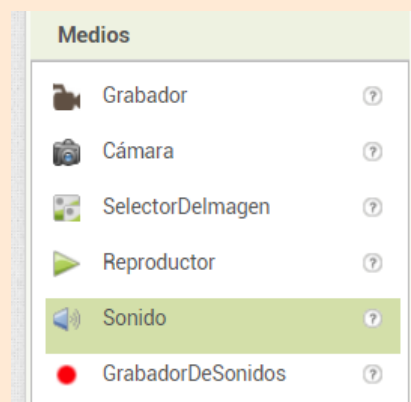 Medios
Grabador ?
Cámara ?
SelectorDeImagen ?
Reproductor ?
Sonido ?
GrabadorDeSonidos ?